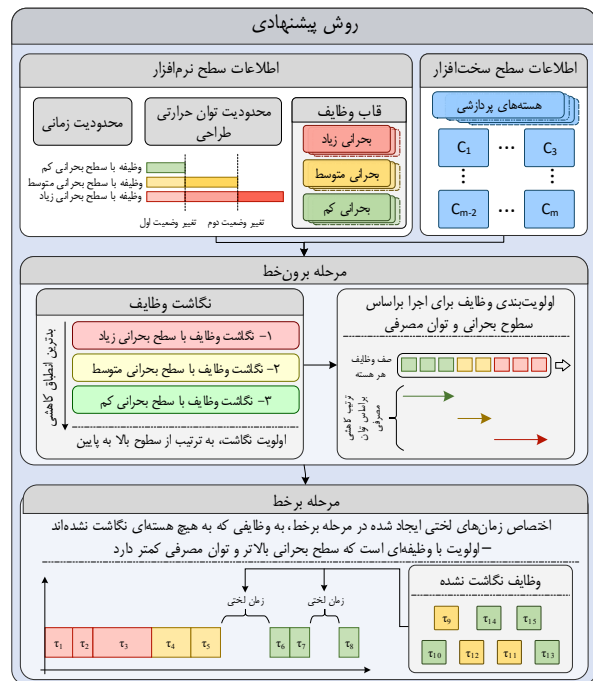 روش پیشنهادی
اطلاعات سطح سخت‌افزار
هسته‌های پردازشی
C1 ... C3
Cm-2 ... Cm
اطلاعات سطح نرم‌افزار
قاب وظایف
بحرانی زیاد
بحرانی متوسط
بحرانی کم
محدودیت توان حرارتی
طراحی
محدودیت زمانی
وظیفه با سطح بحرانی کم
وظیفه با سطح بحرانی متوسط
وظیفه با سطح بحرانی زیاد
تغییر وضعیت اول
تغییر وضعیت دوم
مرحله برون‌خط
نگاشت وظایف
بدترین انطباق کاهشی
۱- نگاشت وظایف با سطح بحرانی زیاد
۲- نگاشت وظایف با سطح بحرانی متوسط
۳- نگاشت وظایف با سطح بحرانی کم
اولویت نگاشت، به ترتیب از سطوح بالا به پایین
اولویت‌بندی وظایف برای اجرا براساس
سطوح بحرانی و توان مصرفی
صف وظایف
هر هسته
ترتیب کاهشی
براساس توان
مصرفی
مرحله برخط
اختصاص زمان‌های لختی ایجاد شده در مرحله برخط، به وظایفی که به هیچ هسته‌ای نگاشت نشده‌اند
–اولویت با وظیفه‌ای است که سطح بحرانی بالاتر و توان مصرفی کمتر دارد
وظایف نگاشت نشده
τ9 τ14 τ15
τ10 τ12 τ11 τ13
زمان لختی
زمان لختی
τ1 τ2 τ3 τ4 τ5 τ6 τ7 τ8